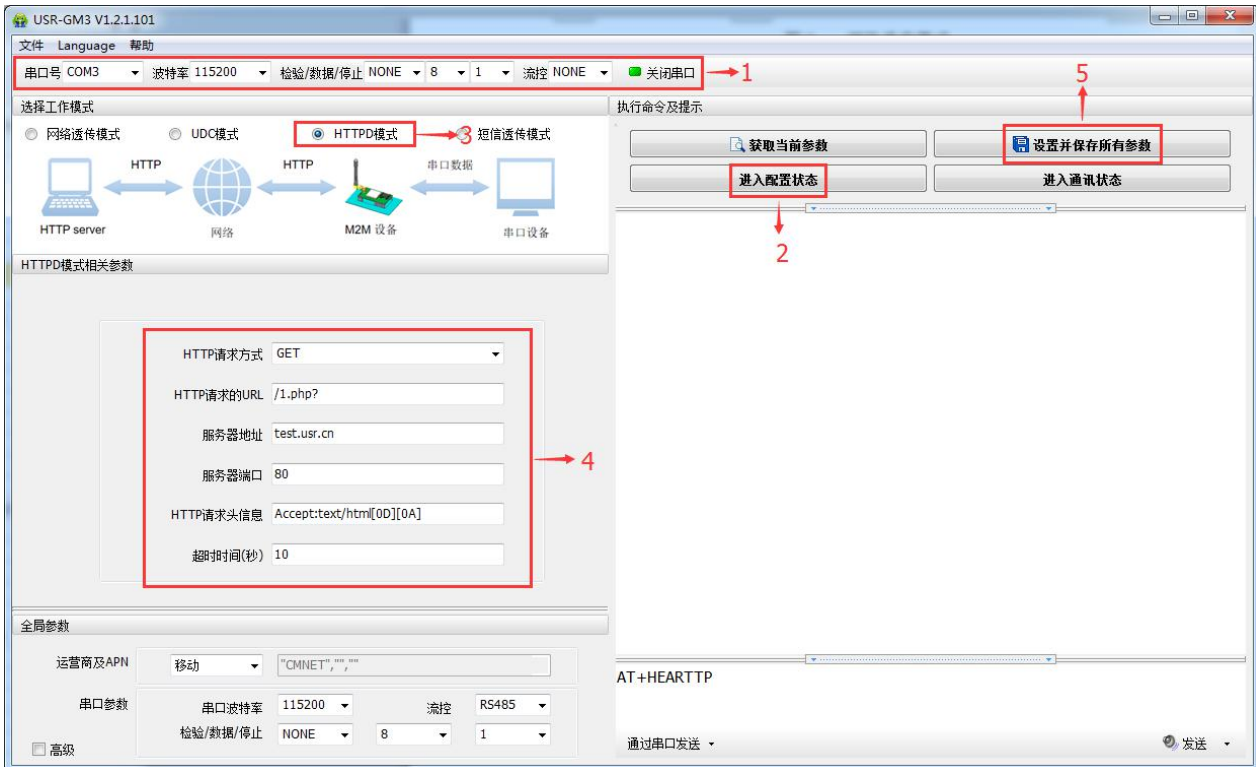 USR-GM3 V1.2.1.101
文件 Language 帮助
串口号 COM3 波特率 115200 检验/数据/停止 NONE 8 1 流控 NONE 关闭串口 1
选择工作模式
网络透传模式 UDC模式 HTTPD模式 3 短信透传模式
HTTP HTTP 串口数据
HTTP server 网络 M2M 设备 串口设备
HTTPD模式相关参数
HTTP请求方式 GET
HTTP请求的URL /1.php?
服务器地址 test.usr.cn
服务器端口 80
HTTP请求头信息 Accept:text/html[0D][0A]
超时时间(秒) 10
4
全局参数
运营商及APN 移动 "CMNET","",""
串口参数 串口波特率 115200 流控 RS485
检验/数据/停止 NONE 8 1
高级
执行命令及提示
5
获取当前参数 设置并保存所有参数
进入配置状态 进入通讯状态
2
AT+HEARTTP
通过串口发送 发送